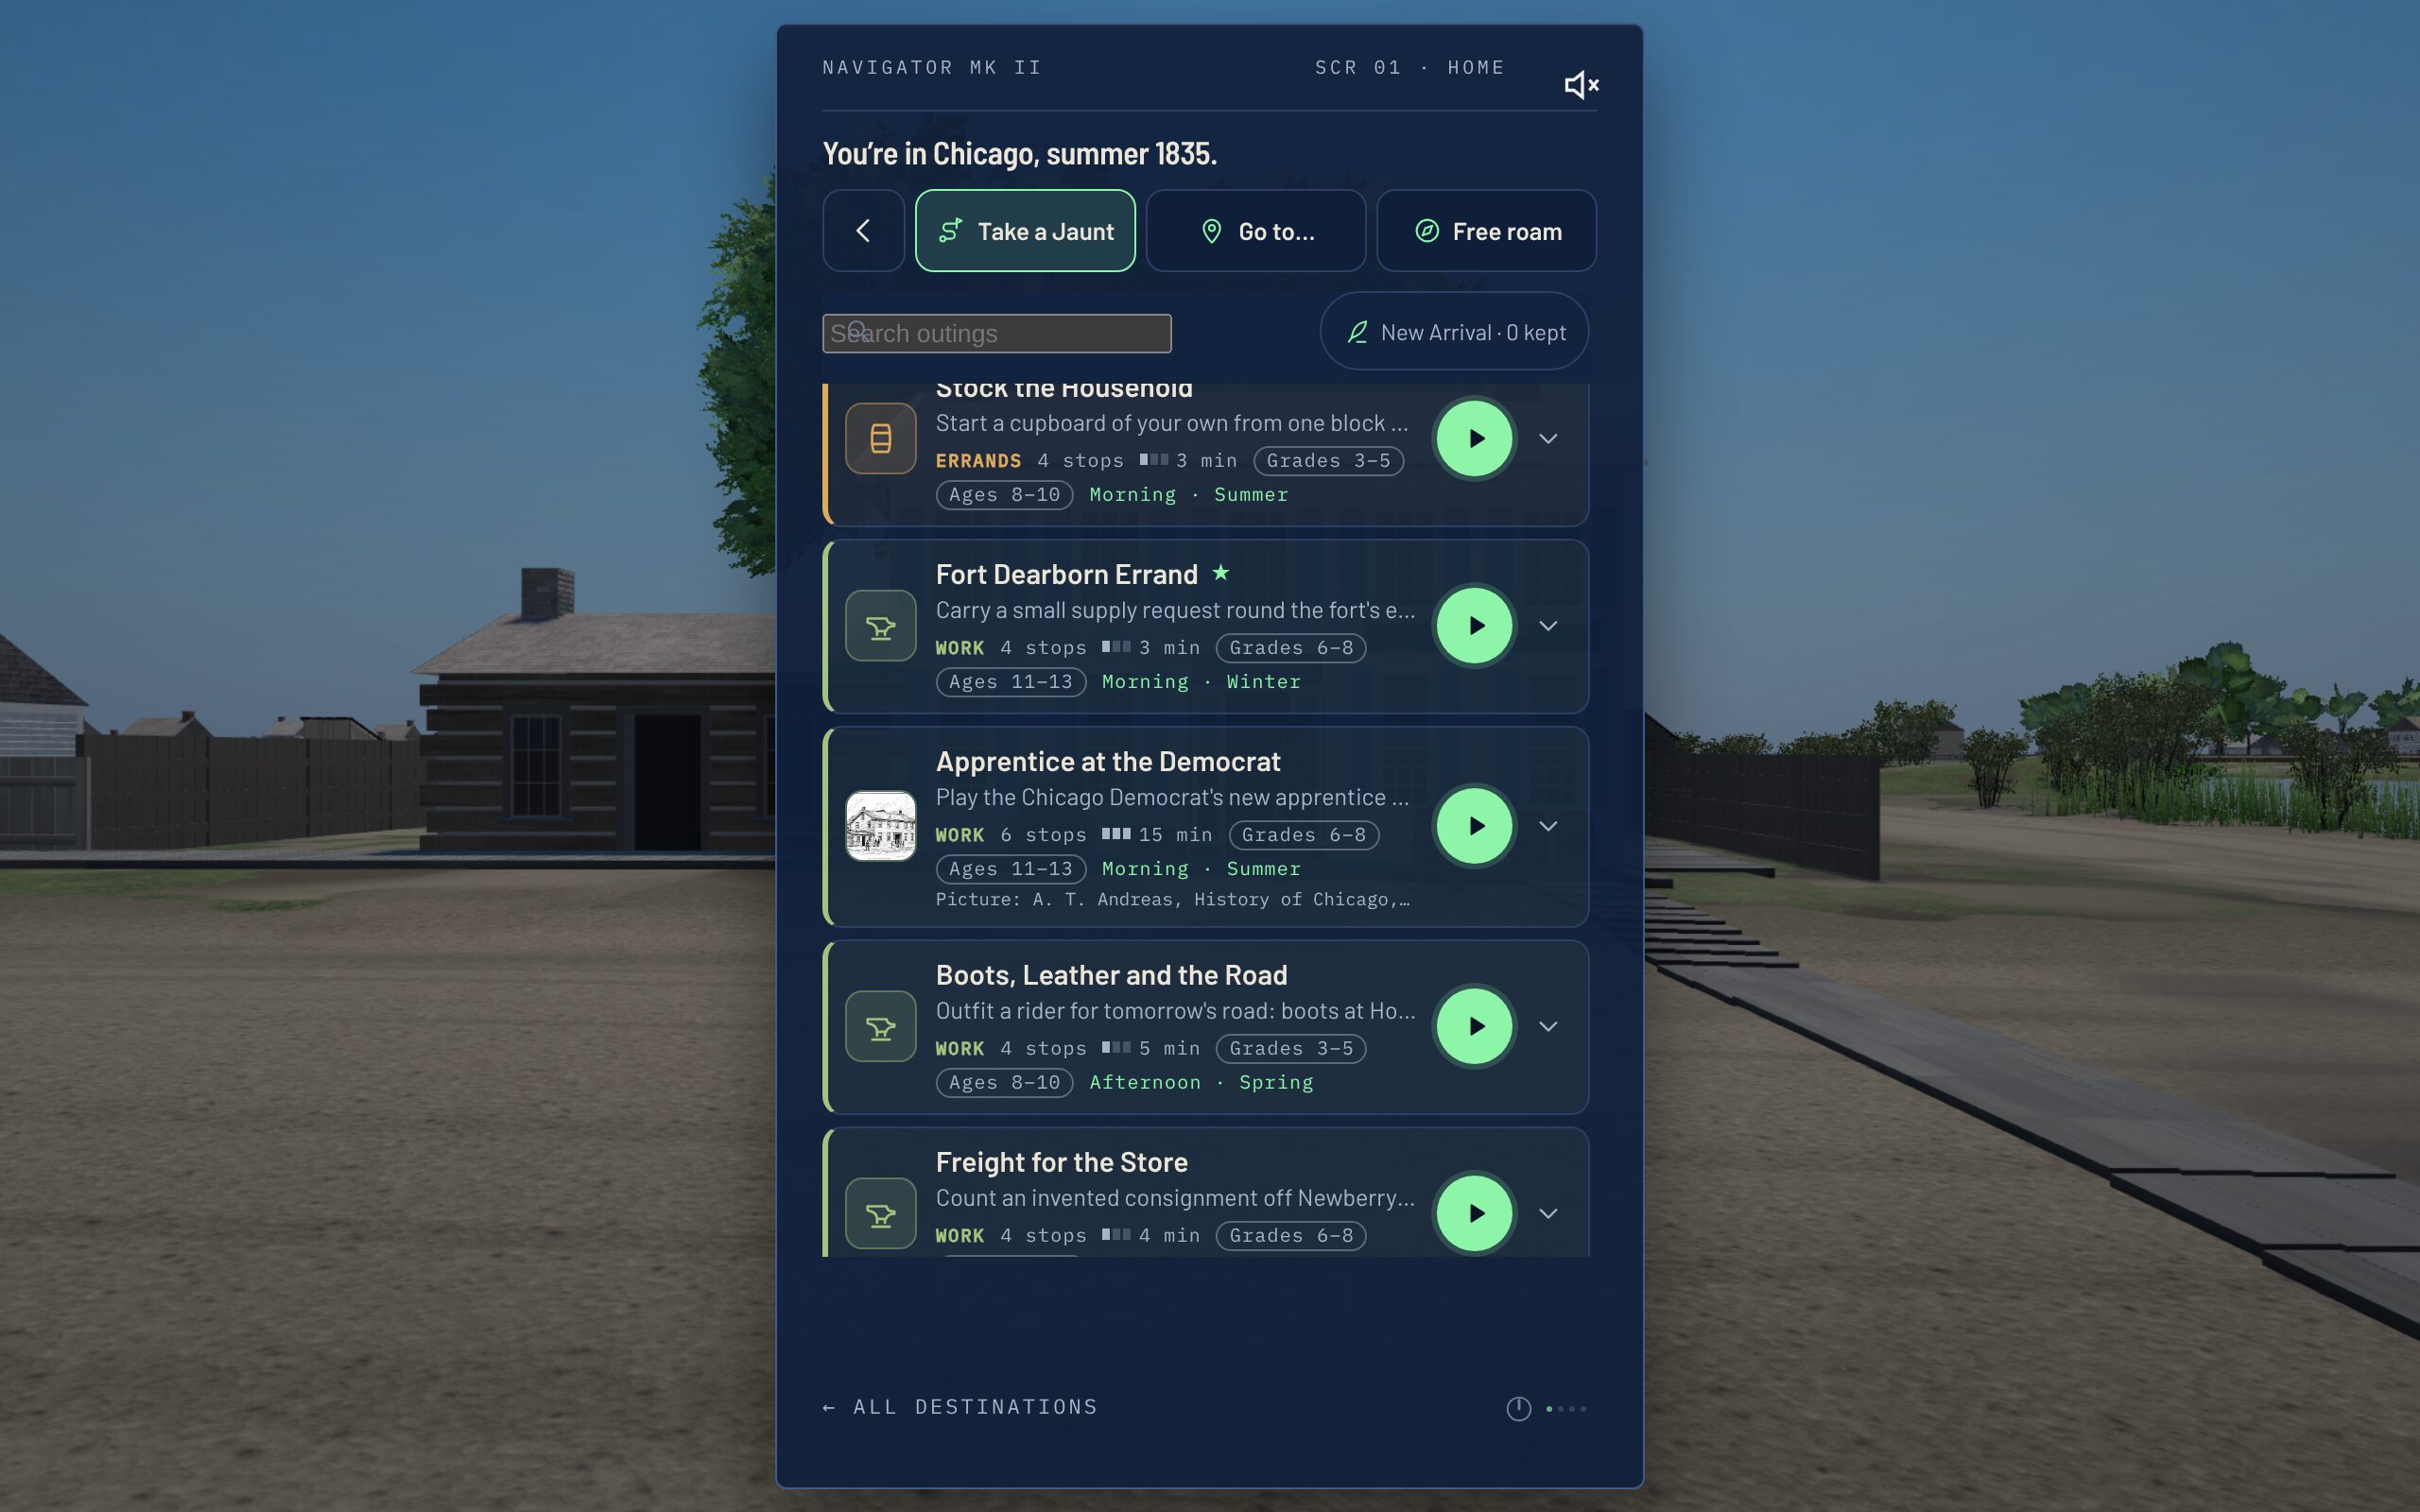 NAVIGATOR MK II
SCR 01 · HOME
You’re in Chicago, summer 1835.
Take a Jaunt
Go to…
Free roam
Search outings
New Arrival · 0 kept
Stock the Household
Start a cupboard of your own from one block …
ERRANDS 4 stops 3 min Grades 3–5
Ages 8–10 Morning · Summer
Fort Dearborn Errand ★
Carry a small supply request round the fort's e…
WORK 4 stops 3 min Grades 6–8
Ages 11–13 Morning · Winter
Apprentice at the Democrat
Play the Chicago Democrat's new apprentice …
WORK 6 stops 15 min Grades 6–8
Ages 11–13 Morning · Summer
Picture: A. T. Andreas, History of Chicago,…
Boots, Leather and the Road
Outfit a rider for tomorrow's road: boots at Ho…
WORK 4 stops 5 min Grades 3–5
Ages 8–10 Afternoon · Spring
Freight for the Store
Count an invented consignment off Newberry…
WORK 4 stops 4 min Grades 6–8
← ALL DESTINATIONS